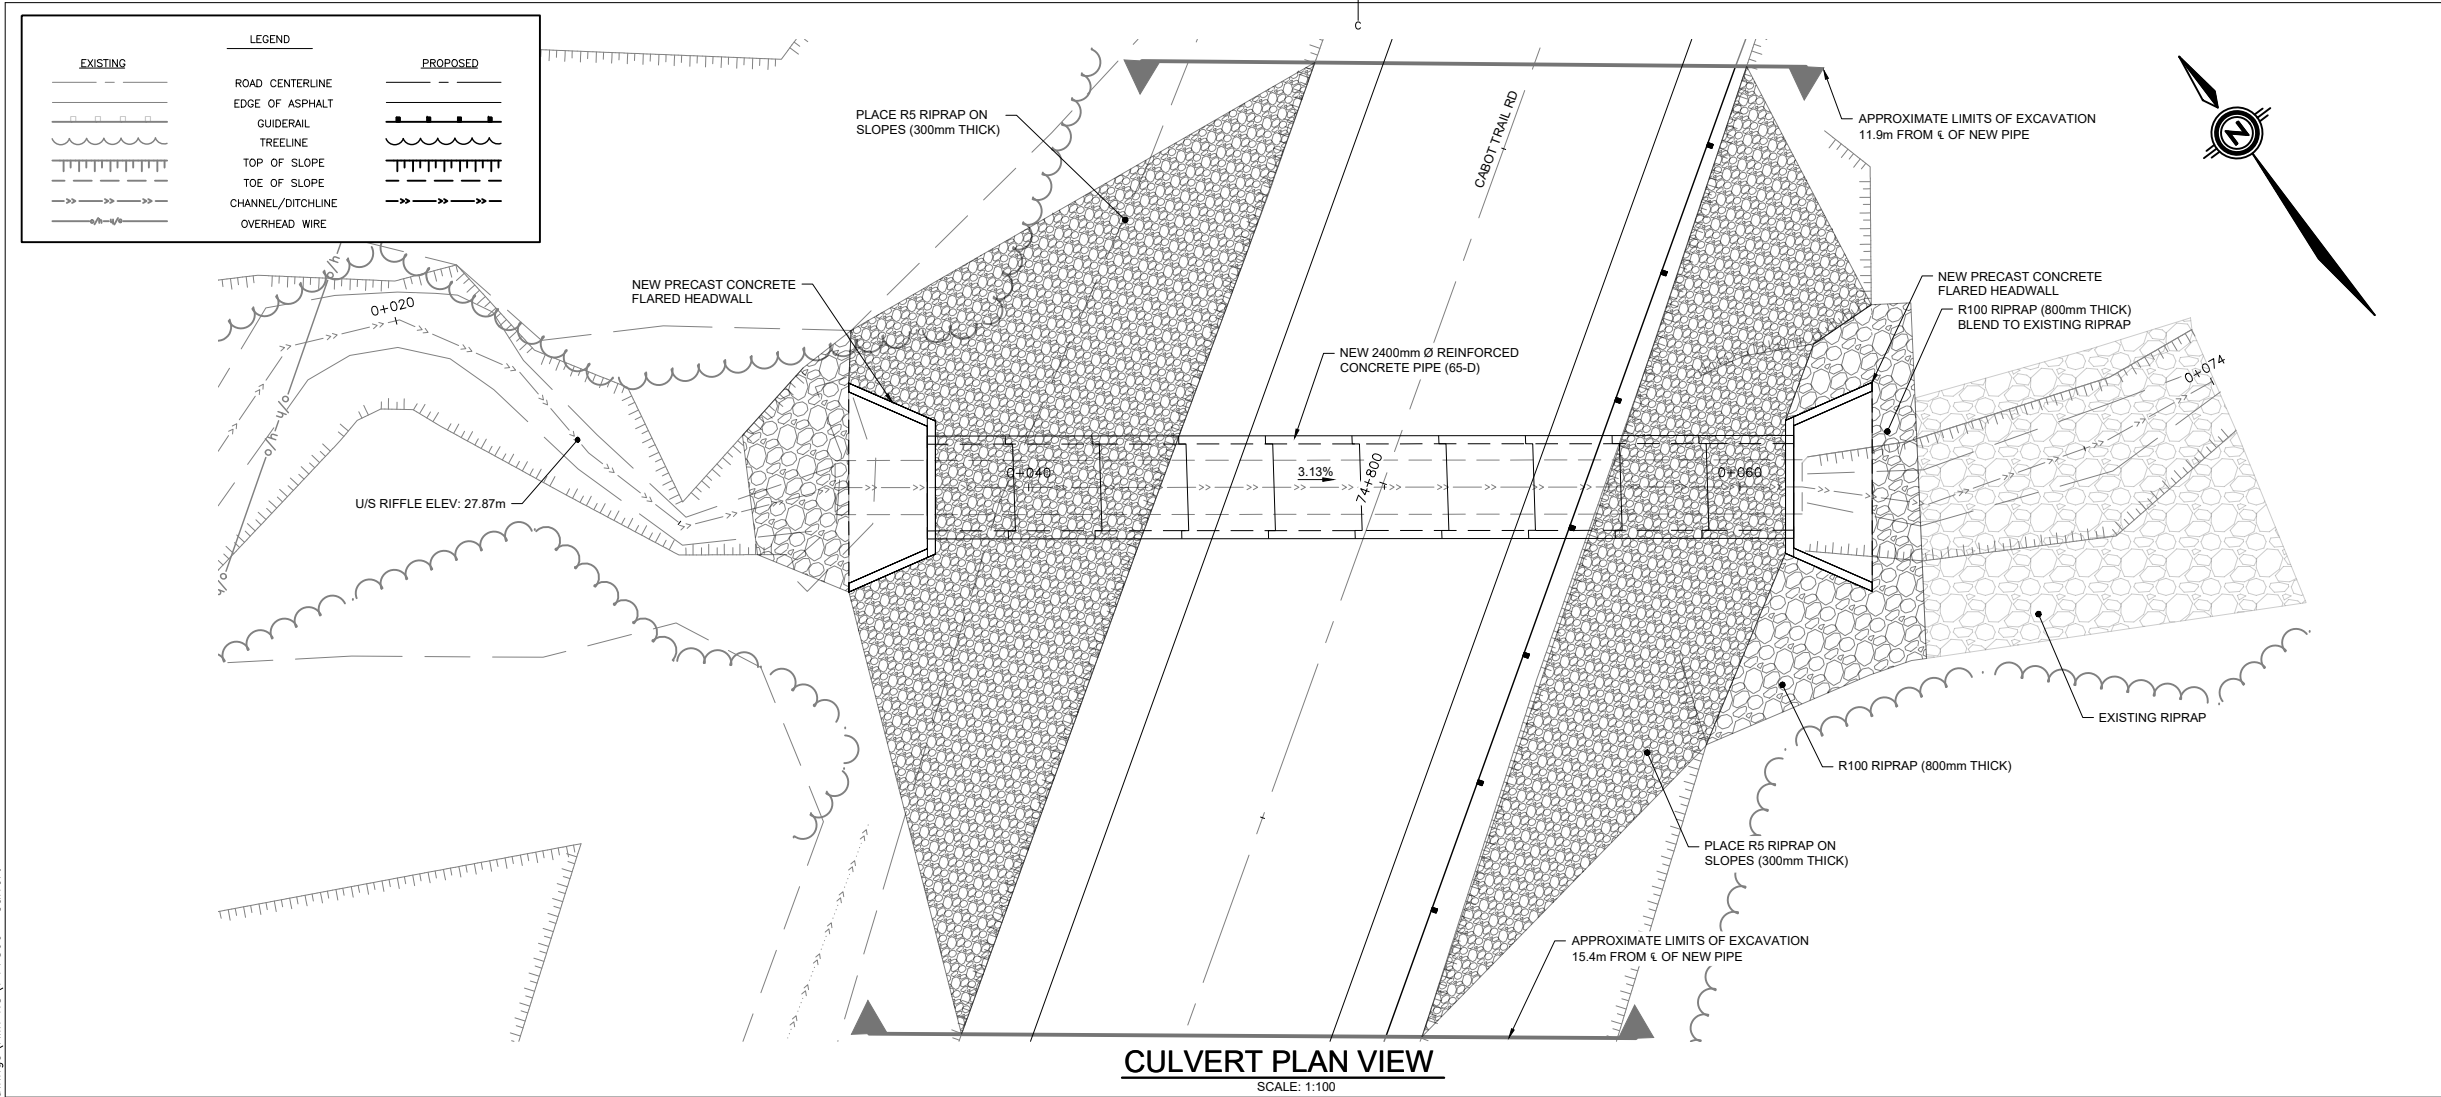 C
LEGEND
EXISTING
PROPOSED
ROAD CENTERLINE
EDGE OF ASPHALT
GUIDERAIL
TREELINE
TOP OF SLOPE
TOE OF SLOPE
CHANNEL/DITCHLINE
OVERHEAD WIRE
PLACE R5 RIPRAP ON
SLOPES (300mm THICK)
CABOT TRAIL RD
APPROXIMATE LIMITS OF EXCAVATION
11.9m FROM ℄ OF NEW PIPE
N
NEW PRECAST CONCRETE
FLARED HEADWALL
NEW PRECAST CONCRETE
FLARED HEADWALL
R100 RIPRAP (800mm THICK)
BLEND TO EXISTING RIPRAP
0+020
o/h
NEW 2400mm Ø REINFORCED
CONCRETE PIPE (65-D)
0+074
o/h-u/o
U/S RIFFLE ELEV: 27.87m
0+040
3.13%
74+800
0+060
u/o
EXISTING RIPRAP
R100 RIPRAP (800mm THICK)
PLACE R5 RIPRAP ON
SLOPES (300mm THICK)
APPROXIMATE LIMITS OF EXCAVATION
15.4m FROM ℄ OF NEW PIPE
CULVERT PLAN VIEW
SCALE: 1:100